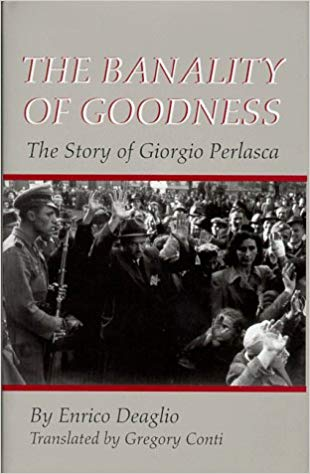 THE BANALITY
OF GOODNESS
The Story of Giorgio Perlasca
By Enrico Deaglio
Translated by Gregory Conti